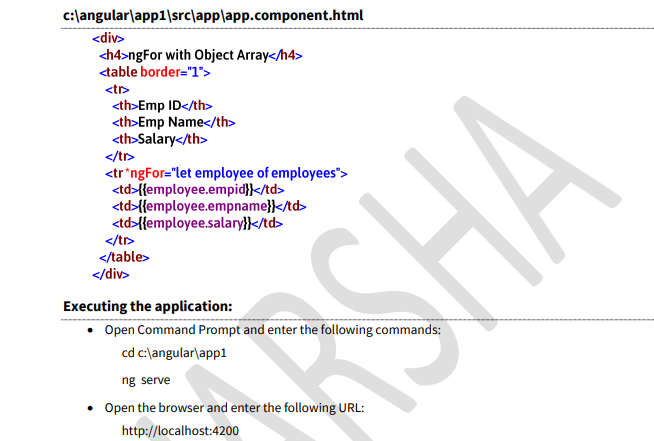 c:\angular\app1\src\app\app.component.html
<div>
<h4>ngFor with Object Array</h4>
<table border="1">
<tr>
<th>Emp ID</th>
<th>Emp Name</th>
<th>Salary</th>
</tr>
<tr *ngFor="let employee of employees">
<td>{{employee.empid}}</td>
<td>{{employee.empname}}</td>
<td>{{employee.salary}}</td>
</tr>
</table>
</div>
Executing the application:
• Open Command Prompt and enter the following commands:
cd c:\angular\app1
ng serve
• Open the browser and enter the following URL:
http://localhost:4200
ARSHA